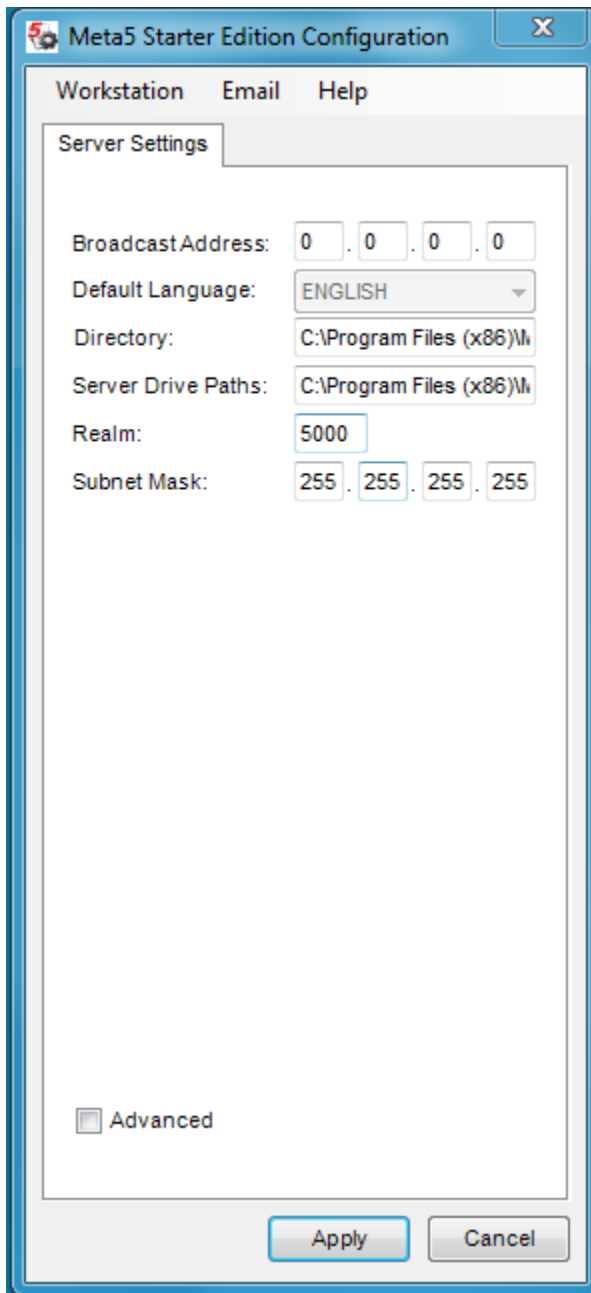 Meta5 Starter Edition Configuration
Workstation Email Help
Server Settings
Broadcast Address: 0 . 0 . 0 . 0
Default Language: ENGLISH
Directory: C:\Program Files (x86)\
Server Drive Paths: C:\Program Files (x86)\
Realm: 5000
Subnet Mask: 255 . 255 . 255 . 255
Advanced
Apply Cancel